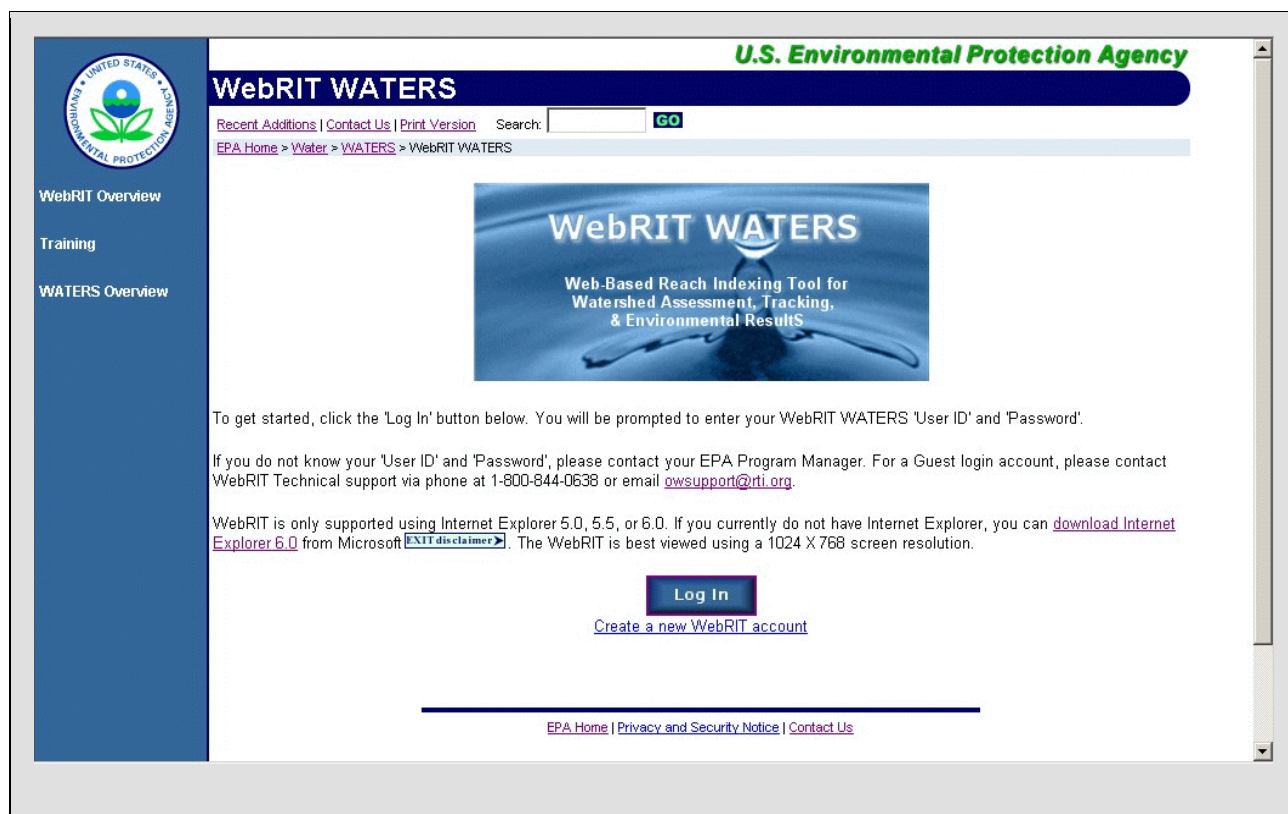 UNITED STATES
ENVIRONMENTAL PROTECTION AGENCY
U.S. Environmental Protection Agency
WebRIT WATERS
Recent Additions | Contact Us | Print Version Search: GO
EPA Home > Water > WATERS > WebRIT WATERS
WebRIT Overview
Training
WATERS Overview
WebRIT WATERS
Web-Based Reach Indexing Tool for
Watershed Assessment, Tracking,
& Environmental ResultS
To get started, click the 'Log In' button below. You will be prompted to enter your WebRIT WATERS 'User ID' and 'Password'.
If you do not know your 'User ID' and 'Password', please contact your EPA Program Manager. For a Guest login account, please contact
WebRIT Technical support via phone at 1-800-844-0638 or email owsupport@rti.org.
WebRIT is only supported using Internet Explorer 5.0, 5.5, or 6.0. If you currently do not have Internet Explorer, you can download Internet
Explorer 6.0 from Microsoft EXIT disclaimer. The WebRIT is best viewed using a 1024 X 768 screen resolution.
Log In
Create a new WebRIT account
EPA Home | Privacy and Security Notice | Contact Us